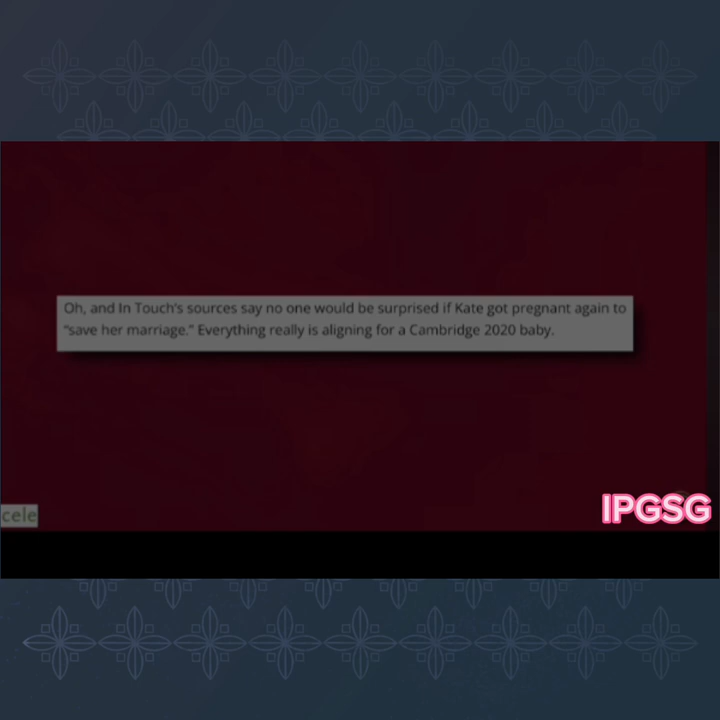 Oh, and In Touch's sources say no one would be surprised if Kate got pregnant again to
"save her marriage." Everything really is aligning for a Cambridge 2020 baby.
cele
IPGSG